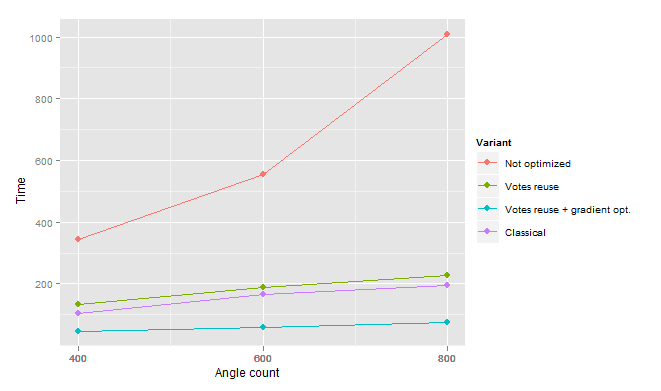 1000
800
600
400
200
Time
400 600 800
Angle count
Variant
Not optimized
Votes reuse
Votes reuse + gradient opt.
Classical